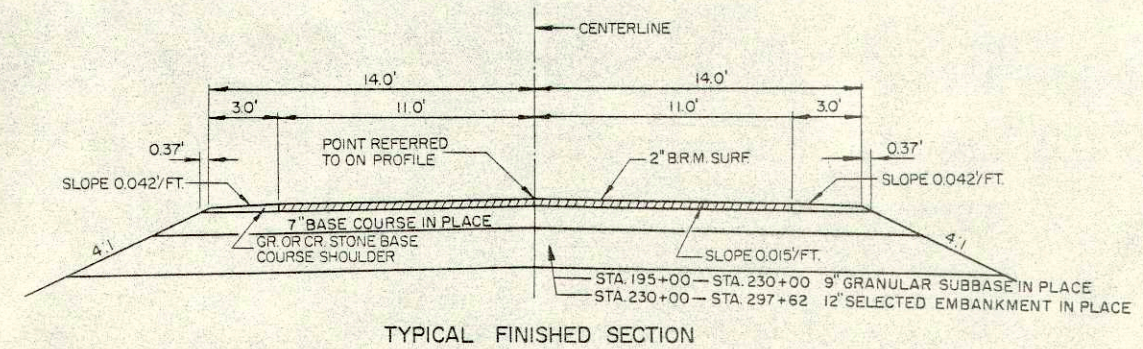 CENTERLINE
14.0' 14.0'
3.0' 11.0' 11.0' 3.0'
0.37' POINT REFERRED TO ON PROFILE 2" B.R.M. SURF. 0.37'
SLOPE 0.042'/FT. SLOPE 0.042'/FT.
7" BASE COURSE IN PLACE
4:1 GR. OR CR. STONE BASE COURSE SHOULDER SLOPE 0.015'/FT. 4:1
STA. 195+00 — STA. 230+00 9" GRANULAR SUBBASE IN PLACE
STA. 230+00 — STA. 297+62 12" SELECTED EMBANKMENT IN PLACE
TYPICAL FINISHED SECTION